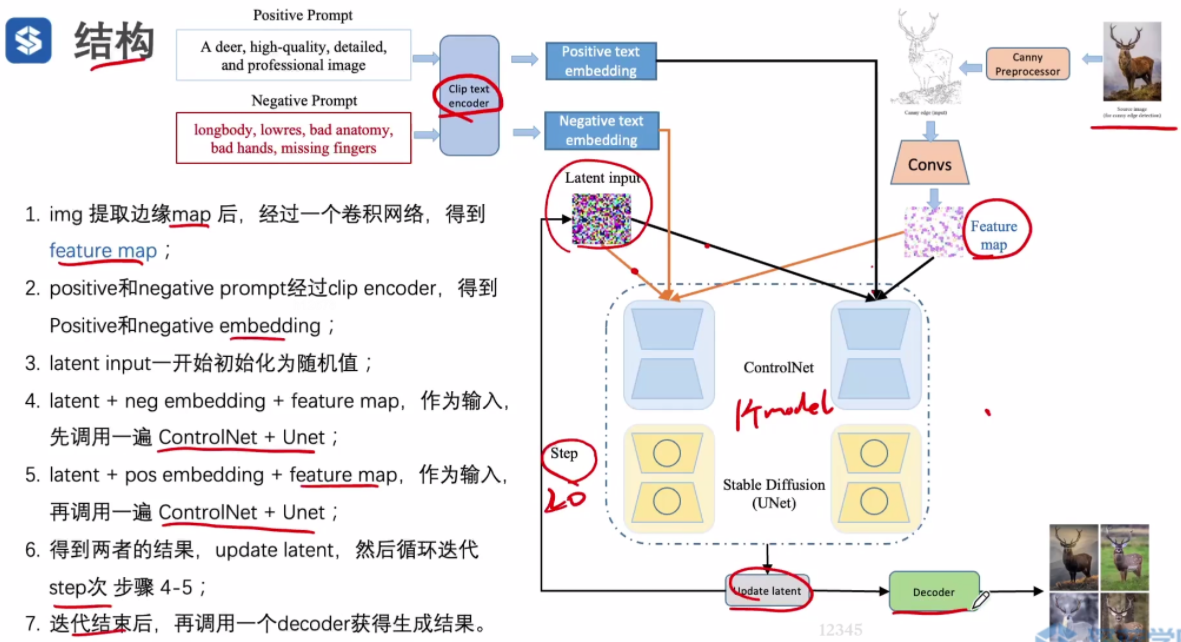 结构
Positive Prompt
A deer, high-quality, detailed,
and professional image
Negative Prompt
longbody, lowres, bad anatomy,
bad hands, missing fingers
Clip text
encoder
Positive text
embedding
Negative text
embedding
Canny
Preprocessor
Canny edge (input)
Source image
(for canny edge detection)
Convs
Latent input
Feature
map
1. img 提取边缘map 后，经过一个卷积网络，得到
feature map；
2. positive和negative prompt经过clip encoder，得到
Positive和negative embedding；
3. latent input一开始初始化为随机值；
4. latent + neg embedding + feature map，作为输入，
先调用一遍 ControlNet + Unet；
5. latent + pos embedding + feature map，作为输入，
再调用一遍 ControlNet + Unet；
6. 得到两者的结果，update latent，然后循环迭代
step次 步骤 4-5；
7. 迭代结束后，再调用一个decoder获得生成结果。
ControlNet
model
Step
20
Stable Diffusion
(UNet)
Update latent
Decoder
12345